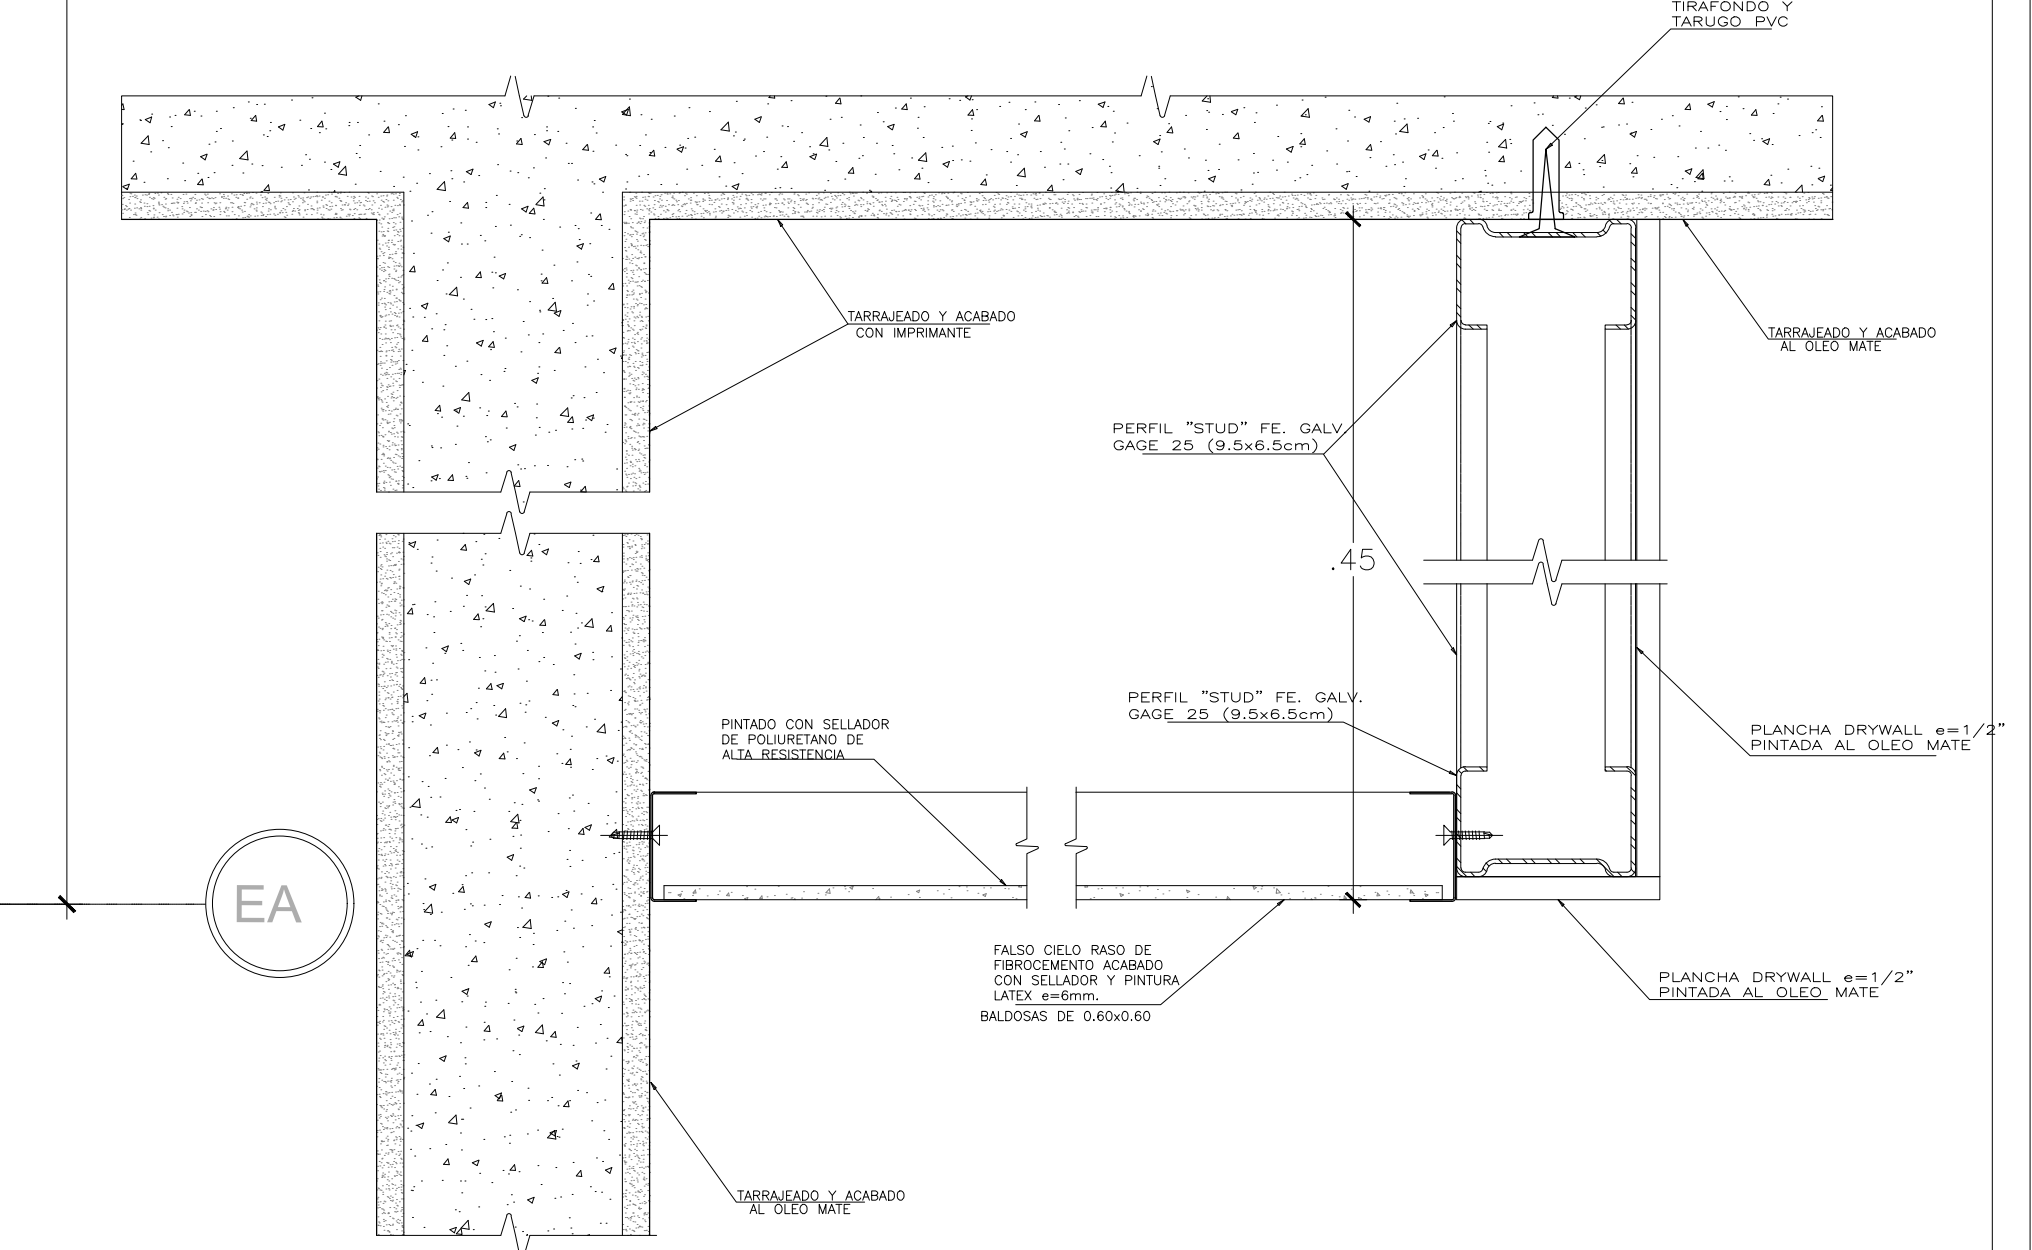 TIRAFONDO Y
TARUGO PVC
TARRAJEADO Y ACABADO
CON IMPRIMANTE
TARRAJEADO Y ACABADO
AL OLEO MATE
PERFIL "STUD" FE. GALV.
GAGE 25 (9.5x6.5cm)
.45
PERFIL "STUD" FE. GALV.
GAGE 25 (9.5x6.5cm)
PINTADO CON SELLADOR
DE POLIURETANO DE
ALTA RESISTENCIA
PLANCHA DRYWALL e=1/2"
PINTADA AL OLEO MATE
EA
FALSO CIELO RASO DE
FIBROCEMENTO ACABADO
CON SELLADOR Y PINTURA
LATEX e=6mm.
BALDOSAS DE 0.60x0.60
PLANCHA DRYWALL e=1/2"
PINTADA AL OLEO MATE
TARRAJEADO Y ACABADO
AL OLEO MATE